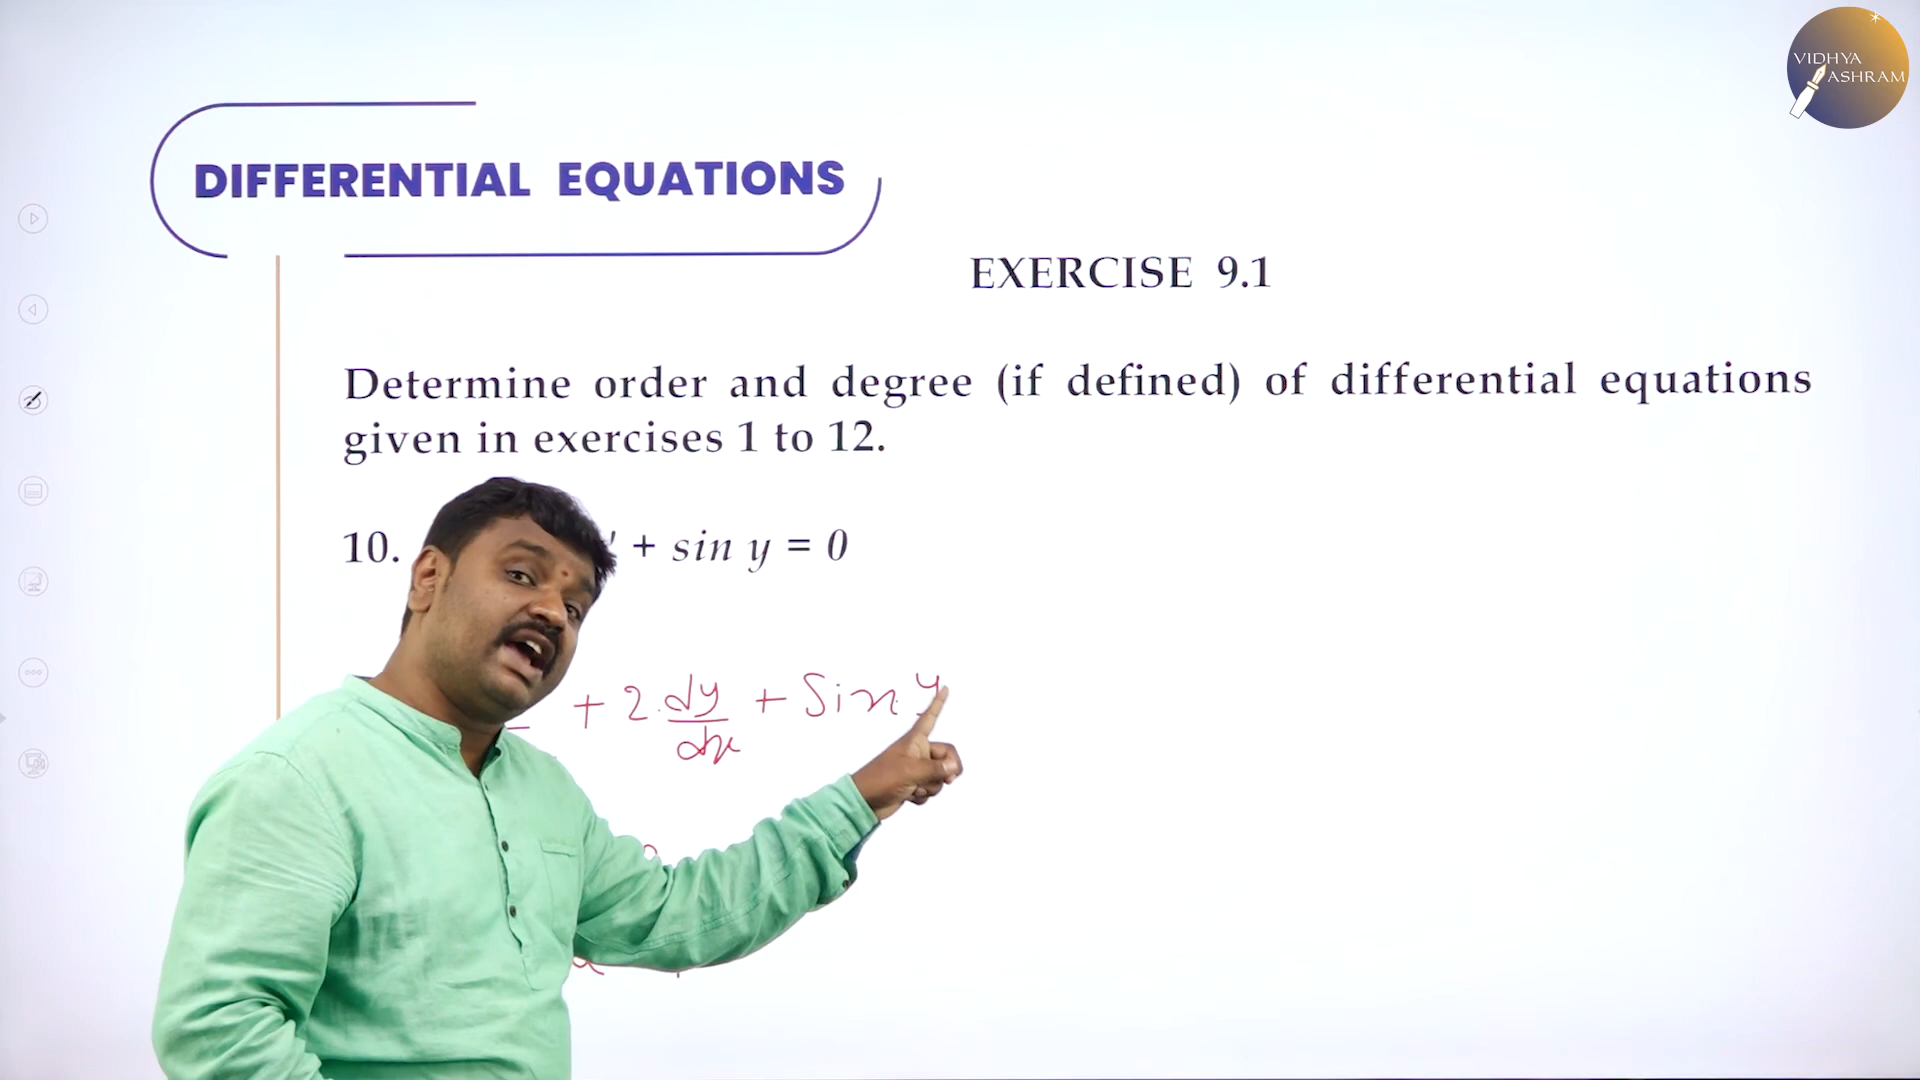 VIDHYA
ASHRAM
DIFFERENTIAL EQUATIONS
EXERCISE 9.1
Determine order and degree (if defined) of differential equations
given in exercises 1 to 12.
10. ' + sin y = 0
+ 2. dy/dx + Sin y